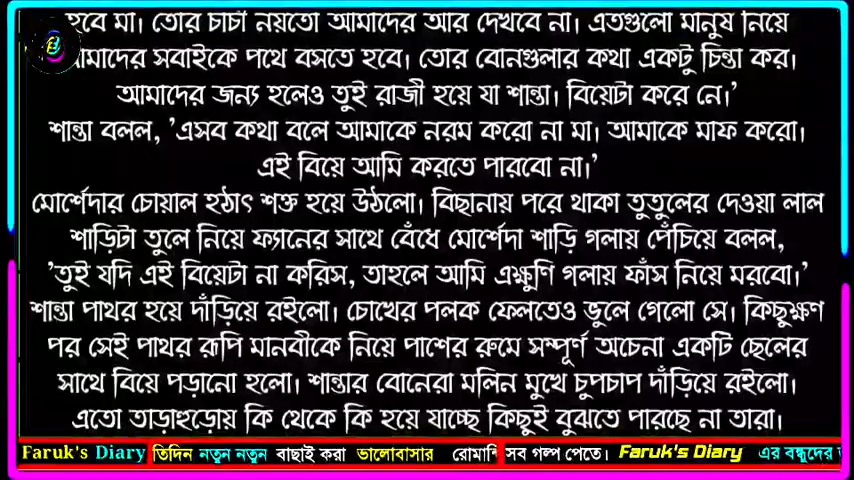 হবে মা। তোর চাচা নয়তো আমাদের আর দেখবে না। এতগুলো মানুষ নিয়ে
আমাদের সবাইকে পথে বসতে হবে। তোর বোনগুলার কথা একটু চিন্তা কর।
আমাদের জন্য হলেও তুই রাজী হয়ে যা শান্তা। বিয়েটা করে নে।'
শান্তা বলল, 'এসব কথা বলে আমাকে নরম করো না মা। আমাকে মাফ করো।
এই বিয়ে আমি করতে পারবো না।'
মোর্শেদার চোয়াল হঠাৎ শক্ত হয়ে উঠলো। বিছানায় পরে থাকা তুতুলের দেওয়া লাল
শাড়িটা তুলে নিয়ে ফ্যানের সাথে বেঁধে মোর্শেদা শাড়ি গলায় পেঁচিয়ে বলল,
'তুই যদি এই বিয়েটা না করিস, তাহলে আমি এক্ষুণি গলায় ফাঁস নিয়ে মরবো।'
শান্তা পাথর হয়ে দাঁড়িয়ে রইলো। চোখের পলক ফেলতেও ভুলে গেলো সে। কিছুক্ষণ
পর সেই পাথর রূপি মানবীকে নিয়ে পাশের রুমে সম্পূর্ণ অচেনা একটি ছেলের
সাথে বিয়ে পড়ানো হলো। শান্তার বোনেরা মলিন মুখে চুপচাপ দাঁড়িয়ে রইলো।
এতো তাড়াহুড়োয় কি থেকে কি হয়ে যাচ্ছে কিছুই বুঝতে পারছে না তারা।
Faruk's Diary তিদিন নতুন নতুন বাছাই করা ভালোবাসার রোমান্টি সব গল্প পেতে। Faruk's Diary এর বন্ধুদের